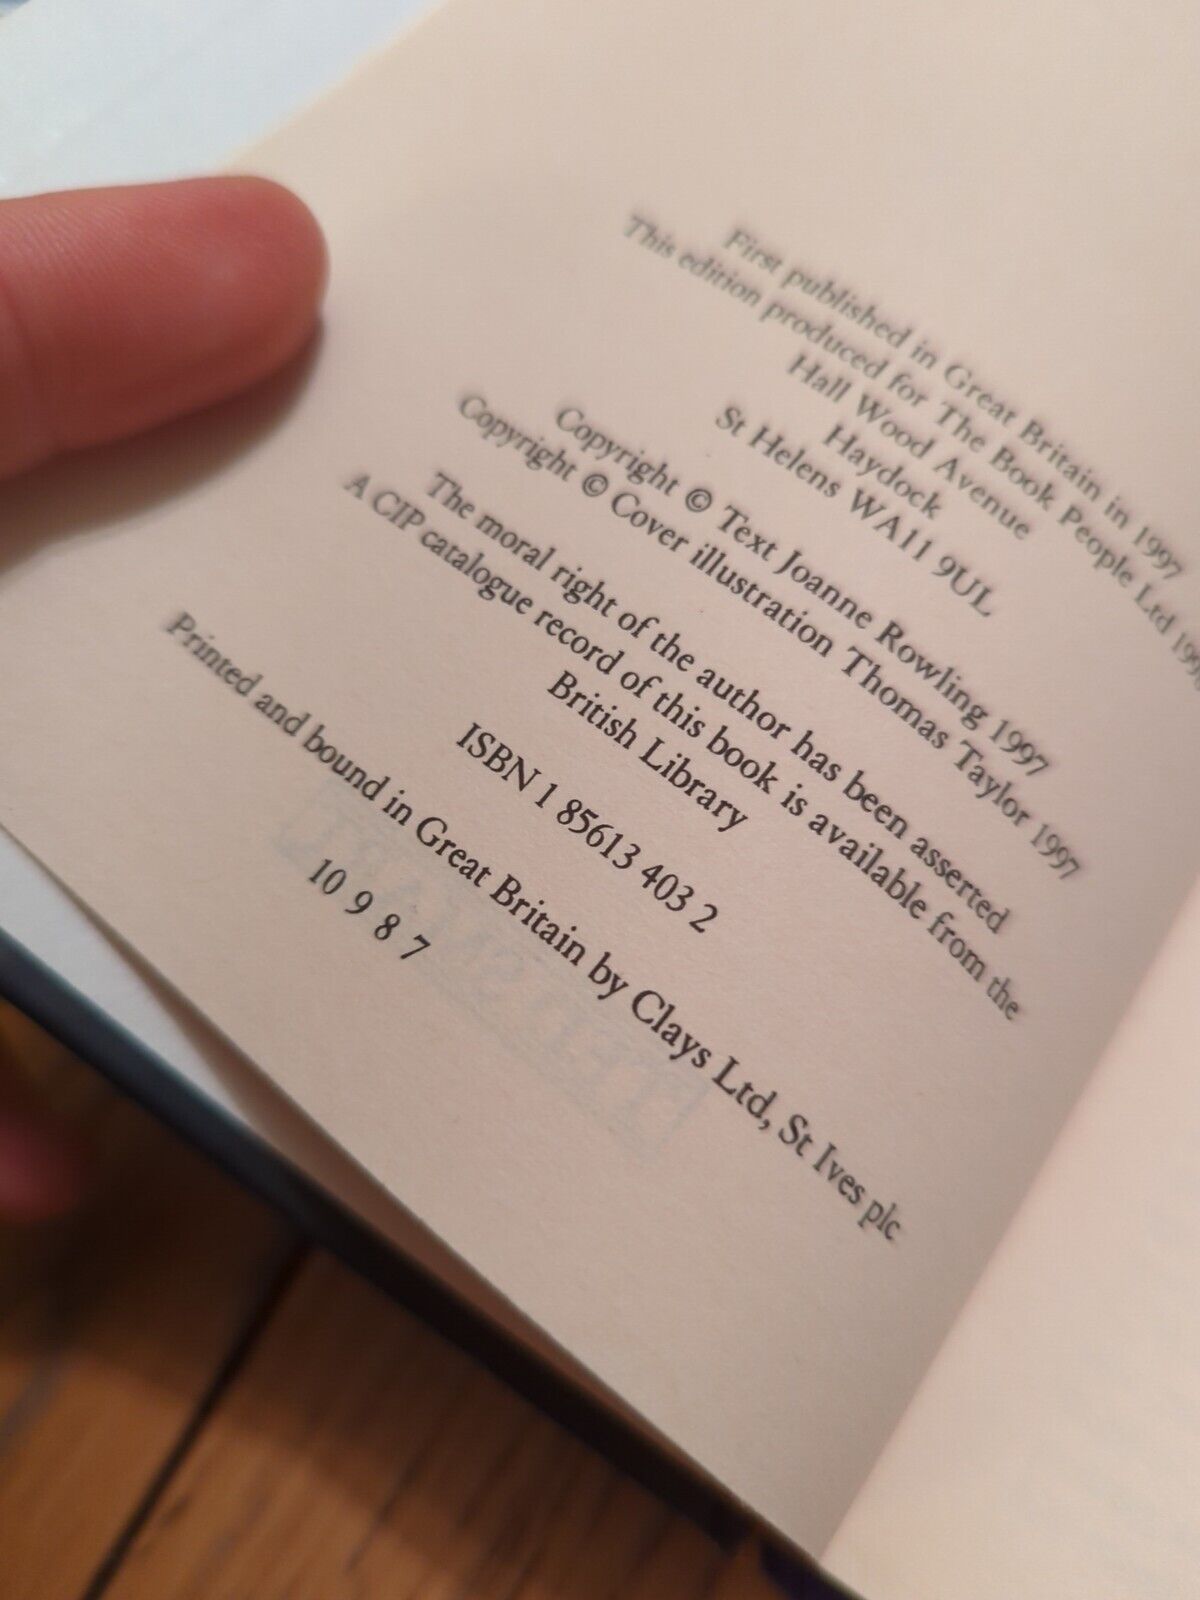 First published in Great Britain in 1997
This edition produced for The Book People Ltd
Hall Wood Avenue
Haydock
St Helens WA11 9UL
Copyright © Text Joanne Rowling 1997
Copyright © Cover illustration Thomas Taylor 1997
The moral right of the author has been asserted
A CIP catalogue record of this book is available from the
British Library
ISBN 1 85613 403 2
Printed and bound in Great Britain by Clays Ltd, St Ives plc
10 9 8 7